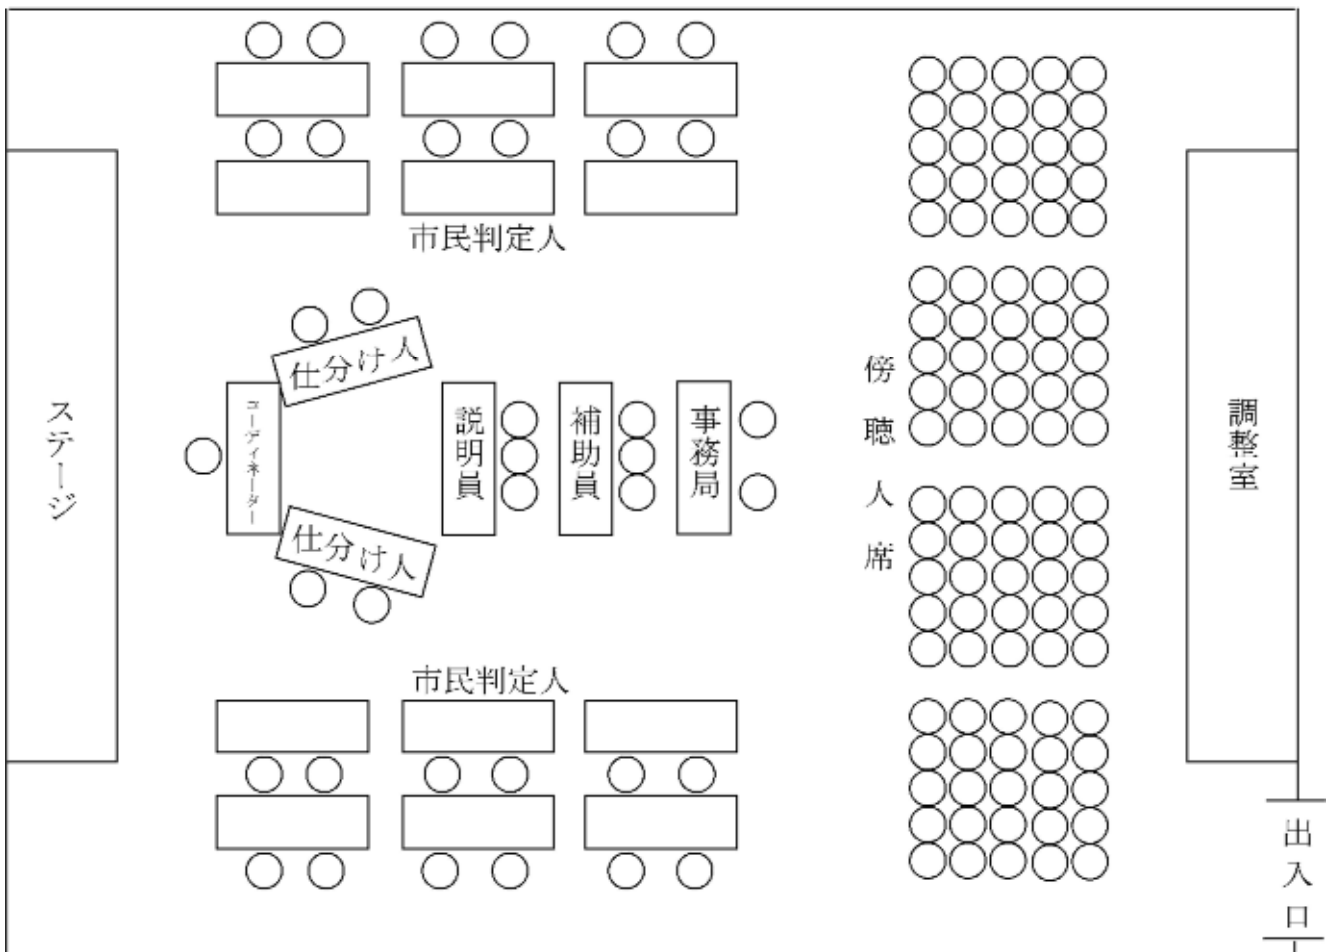 市民判定人
ステージ
仕分け人
コーディネーター
説明員
補助員
事務局
傍聴人席
調整室
仕分け人
市民判定人
出入口